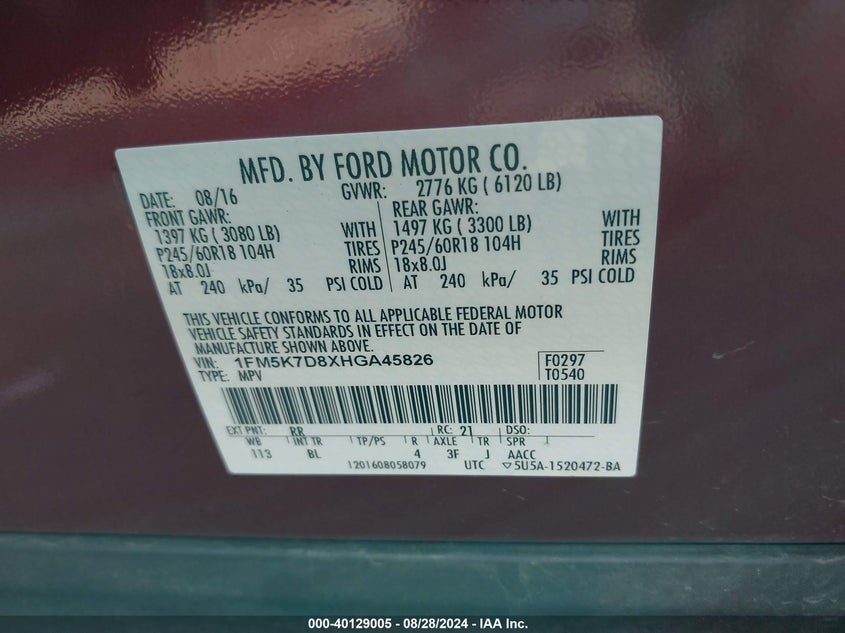 MFD. BY FORD MOTOR CO.
DATE: 08/16 GVWR: 2776 KG ( 6120 LB)
FRONT GAWR: REAR GAWR:
1397 KG ( 3080 LB) WITH 1497 KG ( 3300 LB) WITH
P245/60R18 104H TIRES P245/60R18 104H TIRES
18x8.0J RIMS 18x8.0J RIMS
AT 240 kPa/ 35 PSI COLD AT 240 kPa/ 35 PSI COLD
THIS VEHICLE CONFORMS TO ALL APPLICABLE FEDERAL MOTOR
VEHICLE SAFETY STANDARDS IN EFFECT ON THE DATE OF
MANUFACTURE SHOWN ABOVE.
VIN: 1FM5K7D8XHGA45826 F0297
TYPE: MPV T0540
EXT PNT: RR RC: 21 DSO:
WB INT TR TP/PS R AXLE TR SPR
113 BL 4 3F J AACC
1201608058079 UTC ▽5U5A-1520472-BA
000-40129005 - 08/28/2024 - IAA Inc.